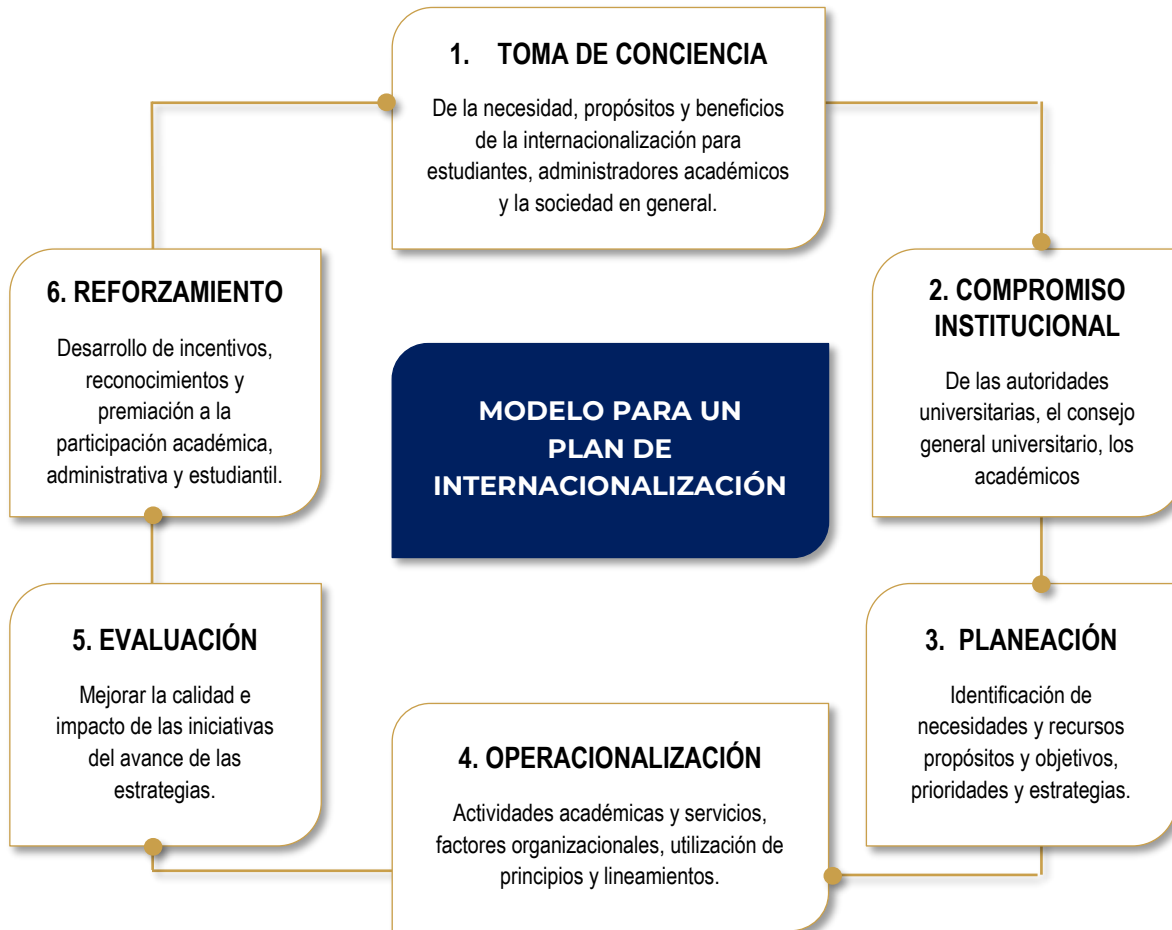 1. TOMA DE CONCIENCIA
De la necesidad, propósitos y beneficios
de la internacionalización para
estudiantes, administradores académicos
y la sociedad en general.
2. COMPROMISO
INSTITUCIONAL
De las autoridades
universitarias, el consejo
general universitario, los
académicos
3. PLANEACIÓN
Identificación de
necesidades y recursos
propósitos y objetivos,
prioridades y estrategias.
4. OPERACIONALIZACIÓN
Actividades académicas y servicios,
factores organizacionales, utilización de
principios y lineamientos.
5. EVALUACIÓN
Mejorar la calidad e
impacto de las iniciativas
del avance de las
estrategias.
6. REFORZAMIENTO
Desarrollo de incentivos,
reconocimientos y
premiación a la
participación académica,
administrativa y estudiantil.
MODELO PARA UN
PLAN DE
INTERNACIONALIZACIÓN